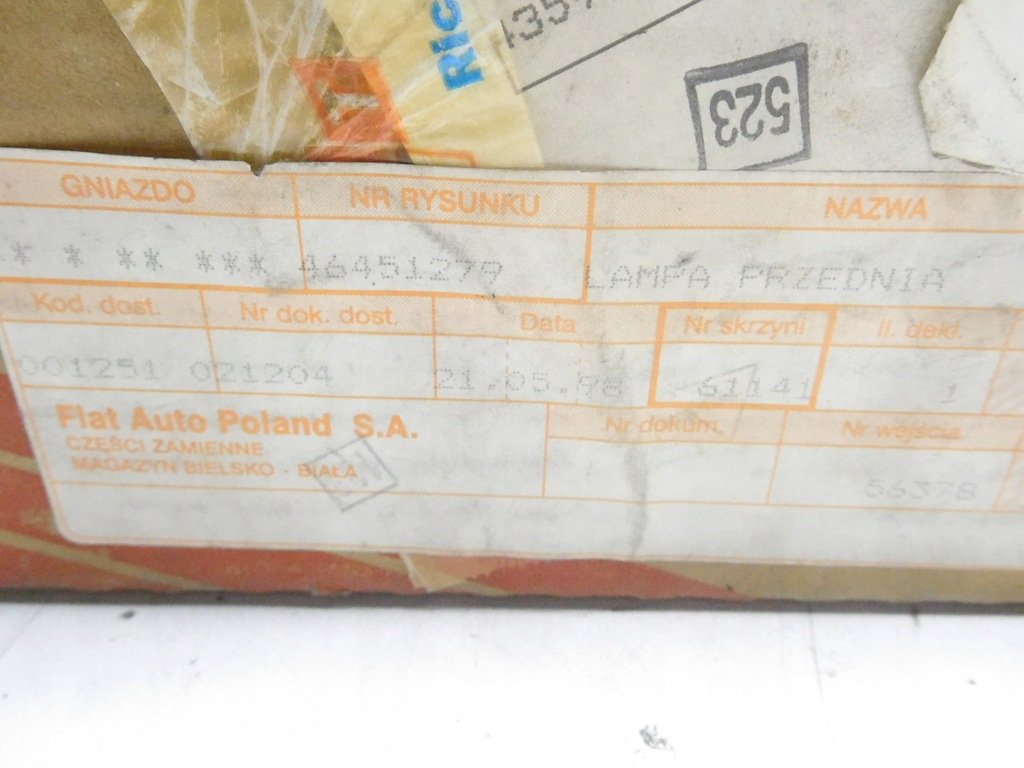 Ric
523
GNIAZDO NR RYSUNKU NAZWA
** * ** *** 46451279 LAMPA PRZEDNIA
Kod. dost. Nr dok. dost. Data Nr skrzyni Il. dekl.
001251 021204 21.05.98 61141 1
Fiat Auto Poland S.A. Nr dokum. Nr wejścia
CZĘŚCI ZAMIENNE
MAGAZYN BIELSKO - BIAŁA 56378